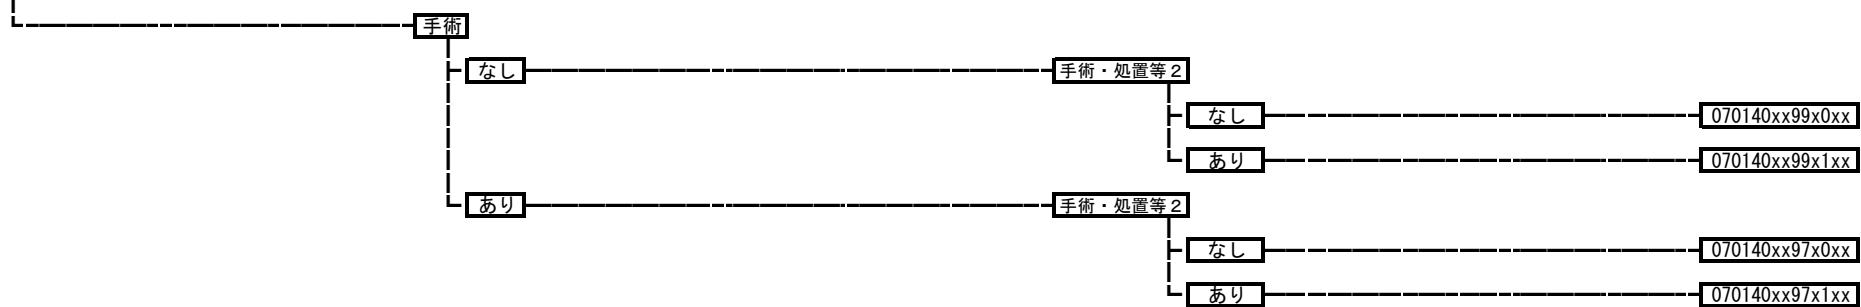 手術
なし 手術・処置等２
なし 070140xx99x0xx
あり 070140xx99x1xx
あり 手術・処置等２
なし 070140xx97x0xx
あり 070140xx97x1xx